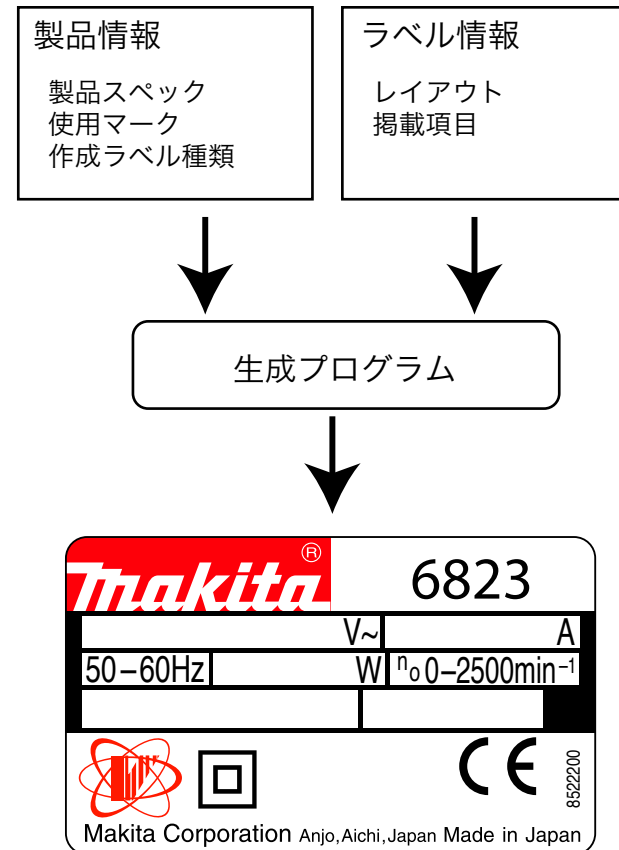 製品情報
製品スペック
使用マーク
作成ラベル種類
ラベル情報
レイアウト
掲載項目
生成プログラム
makita® 6823
V~ A
50–60Hz W n₀0–2500min⁻¹
CE 8522200
Makita Corporation Anjo,Aichi,Japan Made in Japan